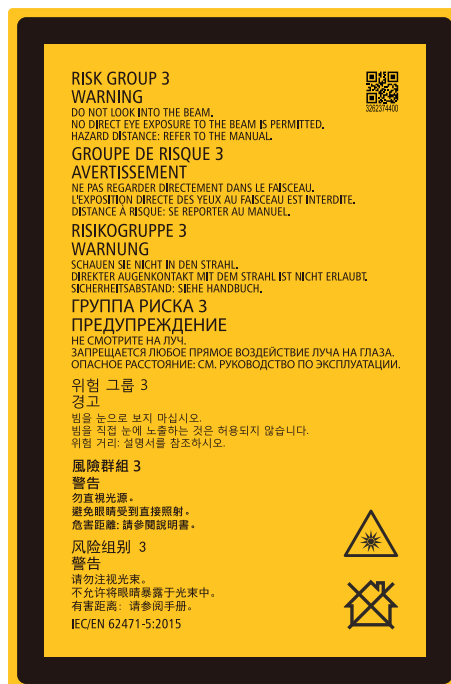 RISK GROUP 3
WARNING
DO NOT LOOK INTO THE BEAM.
NO DIRECT EYE EXPOSURE TO THE BEAM IS PERMITTED.
HAZARD DISTANCE: REFER TO THE MANUAL.
3262374400
GROUPE DE RISQUE 3
AVERTISSEMENT
NE PAS REGARDER DIRECTEMENT DANS LE FAISCEAU.
L'EXPOSITION DIRECTE DES YEUX AU FAISCEAU EST INTERDITE.
DISTANCE À RISQUE: SE REPORTER AU MANUEL.
RISIKOGRUPPE 3
WARNUNG
SCHAUEN SIE NICHT IN DEN STRAHL.
DIREKTER AUGENKONTAKT MIT DEM STRAHL IST NICHT ERLAUBT.
SICHERHEITSABSTAND: SIEHE HANDBUCH.
ГРУППА РИСКА 3
ПРЕДУПРЕЖДЕНИЕ
НЕ СМОТРИТЕ НА ЛУЧ.
ЗАПРЕЩАЕТСЯ ЛЮБОЕ ПРЯМОЕ ВОЗДЕЙСТВИЕ ЛУЧА НА ГЛАЗА.
ОПАСНОЕ РАССТОЯНИЕ: СМ. РУКОВОДСТВО ПО ЭКСПЛУАТАЦИИ.
위험 그룹 3
경고
빔을 눈으로 보지 마십시오.
빔을 직접 눈에 노출하는 것은 허용되지 않습니다.
위험 거리: 설명서를 참조하십시오.
風險群組 3
警告
勿直視光源。
避免眼睛受到直接照射。
危害距離: 請參閱說明書。
风险组别 3
警告
请勿注视光束。
不允许将眼睛暴露于光束中。
有害距离: 请参阅手册。
IEC/EN 62471-5:2015